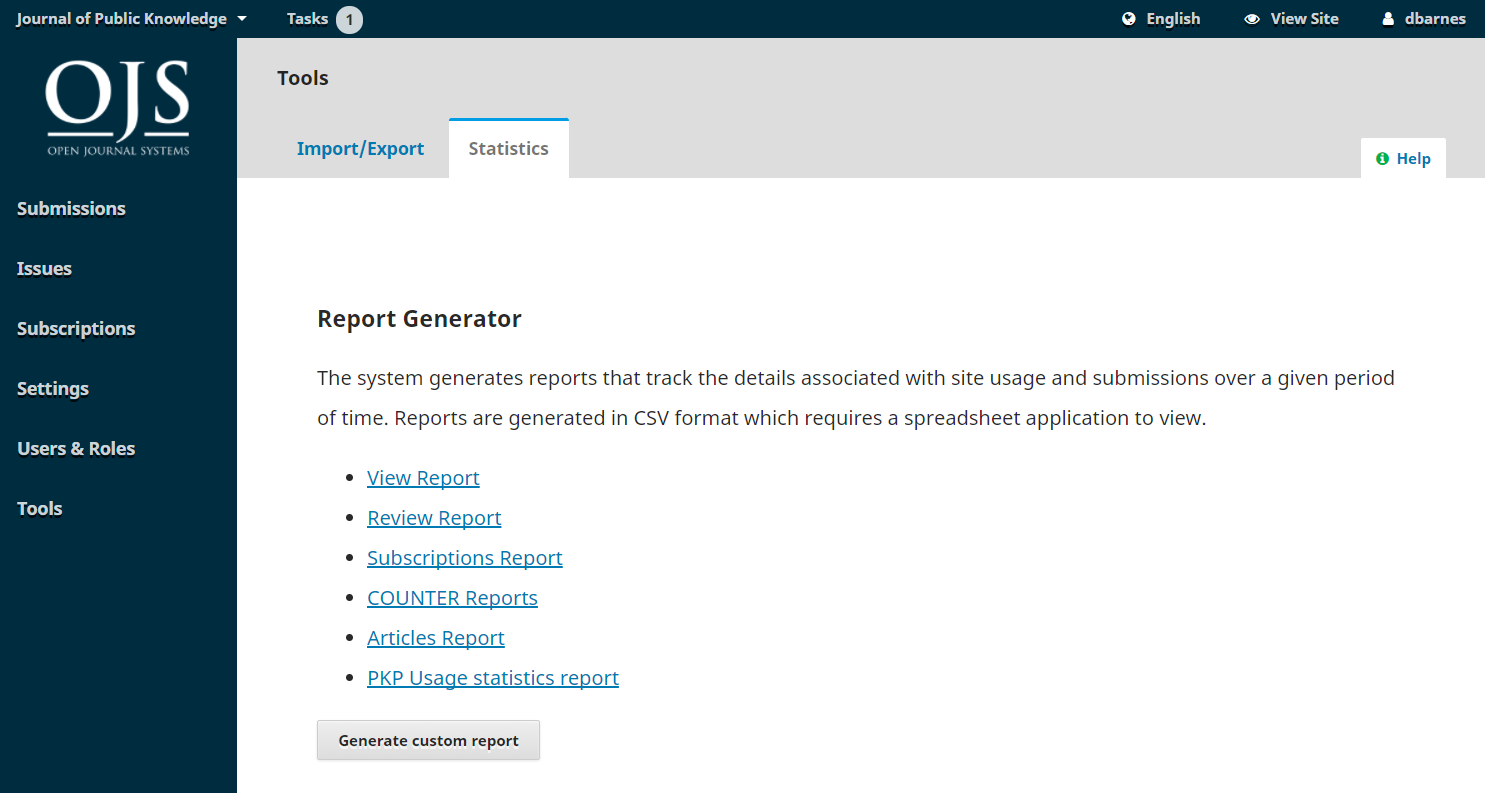 Journal of Public Knowledge Tasks 1 English View Site dbarnes
OJS
OPEN JOURNAL SYSTEMS
Submissions
Issues
Subscriptions
Settings
Users & Roles
Tools
Tools
Import/Export Statistics Help
Report Generator
The system generates reports that track the details associated with site usage and submissions over a given period
of time. Reports are generated in CSV format which requires a spreadsheet application to view.
View Report
Review Report
Subscriptions Report
COUNTER Reports
Articles Report
PKP Usage statistics report
Generate custom report